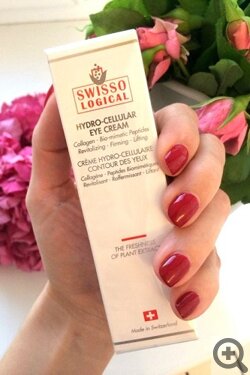 SWISSO
LOGICAL
HYDRO-CELLULAR
EYE CREAM
Collagen - Bio-mimetic Peptides
Revitalizing - Firming - Lifting
CRÈME HYDRO-CELLULAIRE
CONTOUR DES YEUX
Collagène - Peptides Biomimétiques
Revitalisant - Raffermissant - Liftant
THE FRESHNESS
OF PLANT EXTRACTS
Made in Switzerland